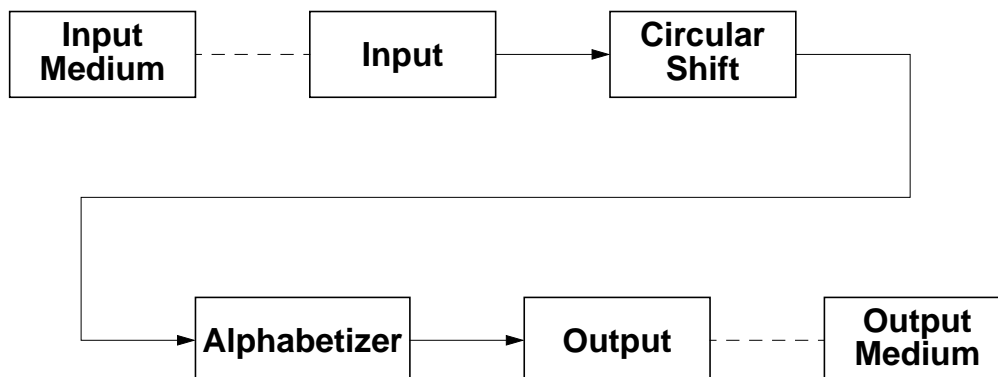 Input
Medium
Input
Circular
Shift
Alphabetizer
Output
Output
Medium